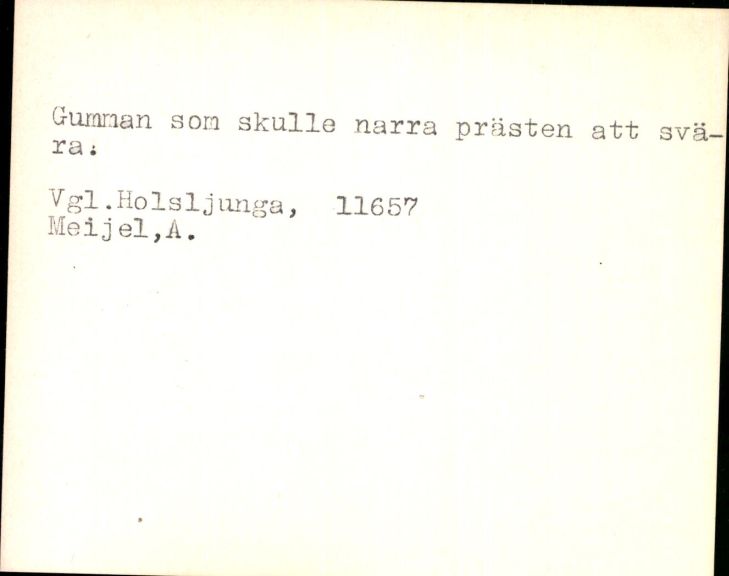 Gumman som skulle narra prästen att svä-
ra.
Vgl.Holsljunga, 11657
Meijel,A.